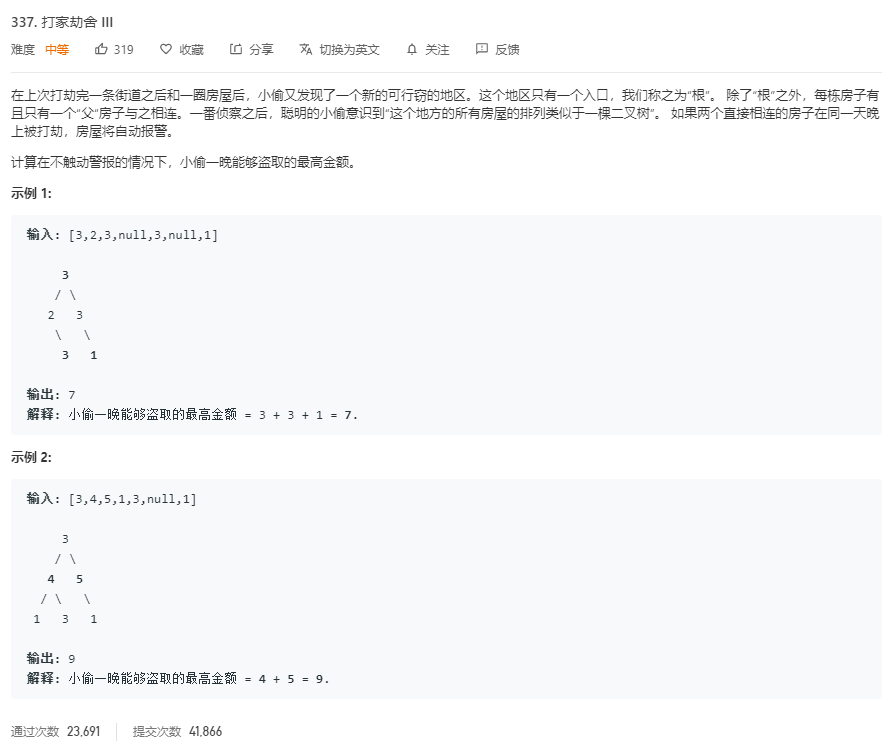 337. 打家劫舍 III
难度 中等 319 收藏 分享 切换为英文 关注 反馈
在上次打劫完一条街道之后和一圈房屋后，小偷又发现了一个新的可行窃的地区。这个地区只有一个入口，我们称之为“根”。 除了“根”之外，每栋房子有
且只有一个“父“房子与之相连。一番侦察之后，聪明的小偷意识到“这个地方的所有房屋的排列类似于一棵二叉树”。 如果两个直接相连的房子在同一天晚
上被打劫，房屋将自动报警。
计算在不触动警报的情况下，小偷一晚能够盗取的最高金额。
示例 1:
输入: [3,2,3,null,3,null,1]
3
/ \
2 3
\ \
3 1
输出: 7
解释: 小偷一晚能够盗取的最高金额 = 3 + 3 + 1 = 7.
示例 2:
输入: [3,4,5,1,3,null,1]
3
/ \
4 5
/ \ \
1 3 1
输出: 9
解释: 小偷一晚能够盗取的最高金额 = 4 + 5 = 9.
通过次数 23,691 提交次数 41,866